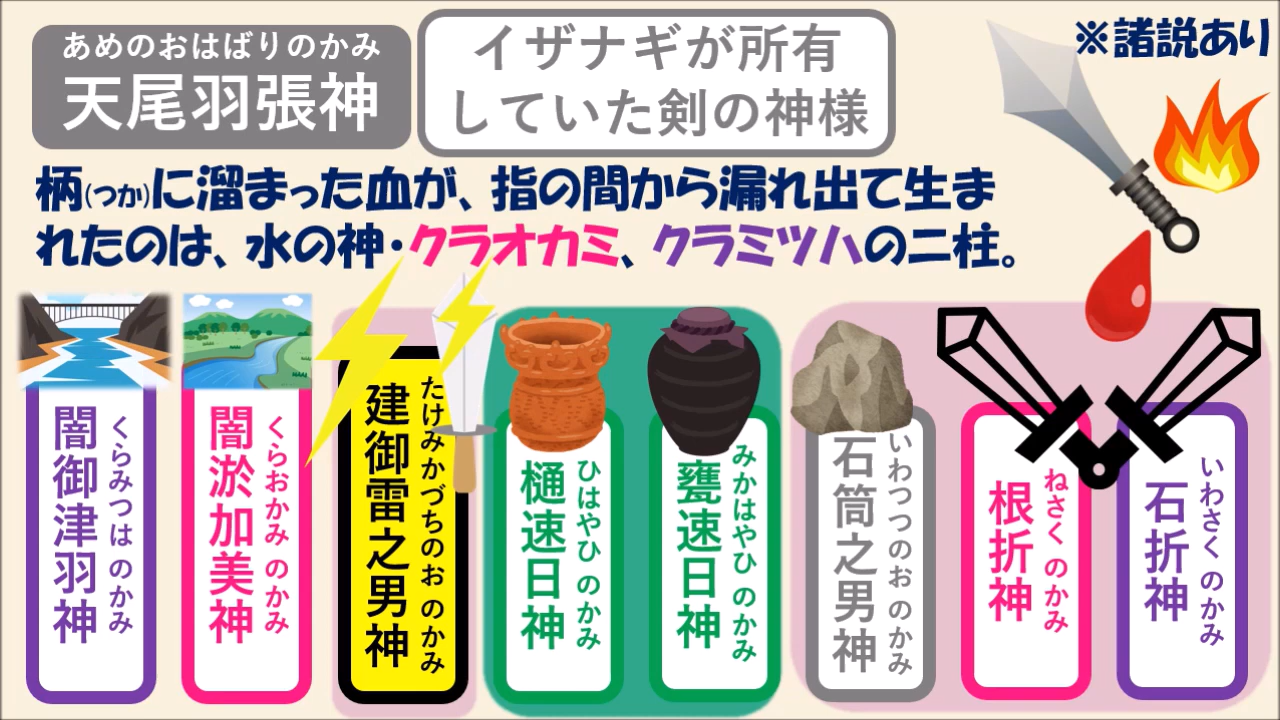 あめのおはばりのかみ
天尾羽張神
イザナギが所有
していた剣の神様
※諸説あり
柄(つか)に溜まった血が、指の間から漏れ出て生ま
れたのは、水の神・クラオカミ、クラミツハの二柱。
いわさく のかみ
石折神
ねさく のかみ
根折神
いわつつのお のかみ
石筒之男神
みかはやひ のかみ
甕速日神
ひはやひ のかみ
樋速日神
たけみかづちのお のかみ
建御雷之男神
くらおかみ のかみ
闇淤加美神
くらみつは のかみ
闇御津羽神